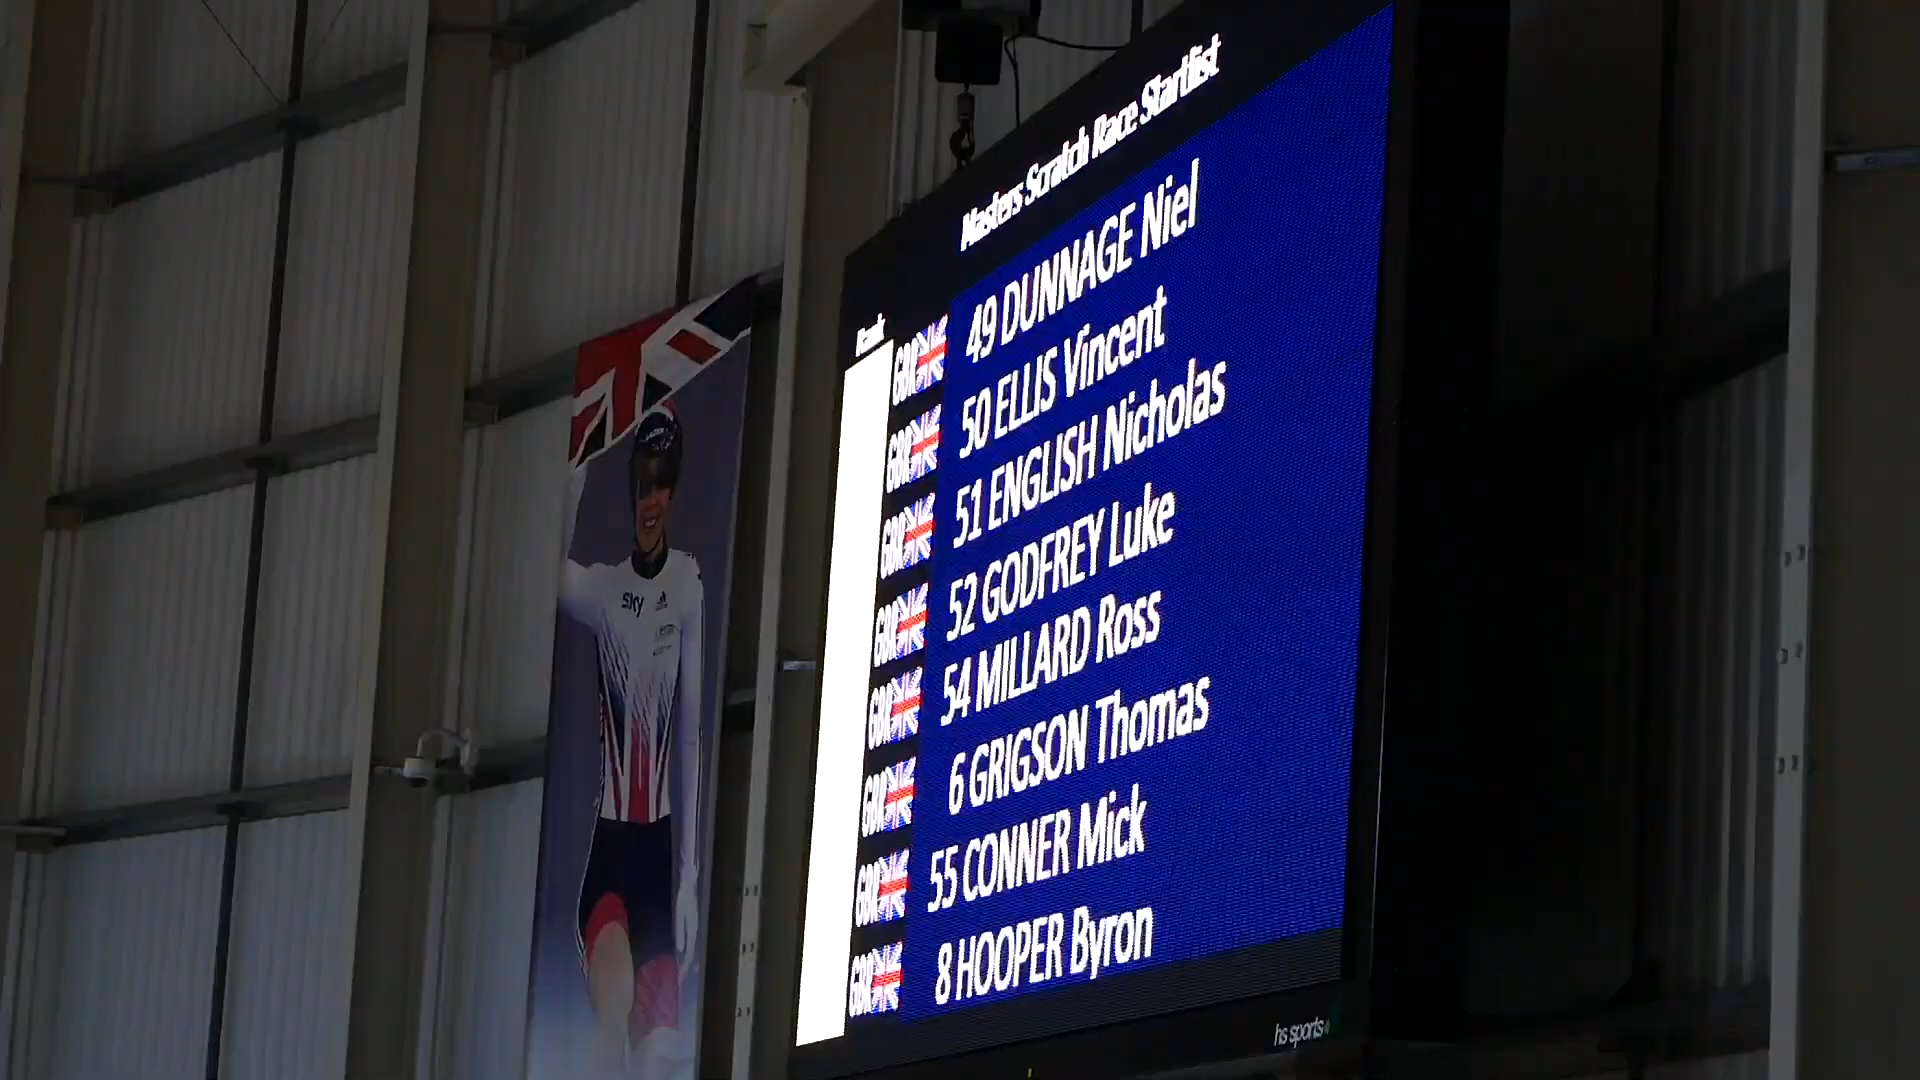 Masters Scratch Race Startlist
Rank
GBR 49 DUNNAGE Niel
GBR 50 ELLIS Vincent
GBR 51 ENGLISH Nicholas
GBR 52 GODFREY Luke
GBR 54 MILLARD Ross
GBR 6 GRIGSON Thomas
GBR 55 CONNER Mick
GBR 8 HOOPER Byron
hs sports
sky